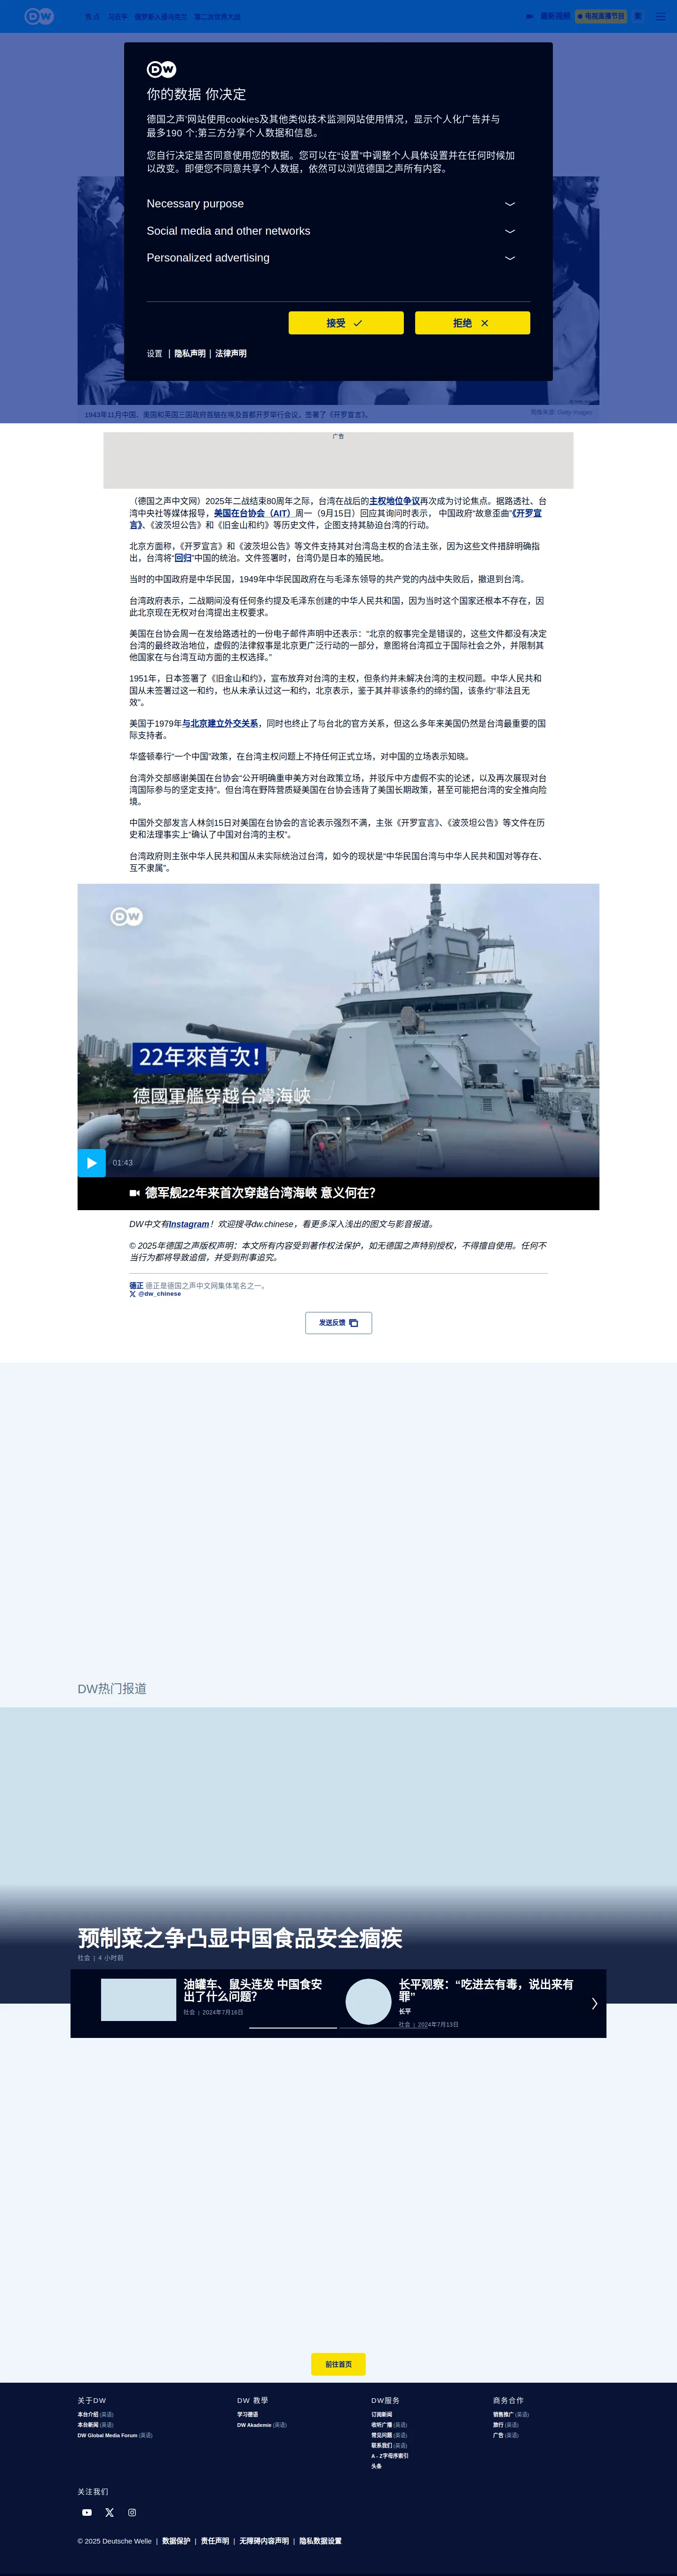 DW
焦点 习近平 俄罗斯入侵乌克兰 第二次世界大战
最新视频 电视直播节目 繁
DW
你的数据 你决定
德国之声'网站使用cookies及其他类似技术监测网站使用情况，显示个人化广告并与
最多190 个;第三方分享个人数据和信息。
您自行决定是否同意使用您的数据。您可以在“设置”中调整个人具体设置并在任何时候加
以改变。即便您不同意共享个人数据，依然可以浏览德国之声所有内容。
Necessary purpose
Social media and other networks
Personalized advertising
接受 拒绝
设置 | 隐私声明 | 法律声明
1943年11月中国、美国和英国三国政府首脑在埃及首都开罗举行会议，签署了《开罗宣言》。
图像来源: Getty Images
广告
（德国之声中文网）2025年二战结束80周年之际，台湾在战后的主权地位争议再次成为讨论焦点。据路透社、台
湾中央社等媒体报导，美国在台协会（AIT）周一（9月15日）回应其询问时表示， 中国政府“故意歪曲”《开罗宣
言》、《波茨坦公告》和《旧金山和约》等历史文件，企图支持其胁迫台湾的行动。
北京方面称，《开罗宣言》和《波茨坦公告》等文件支持其对台湾岛主权的合法主张，因为这些文件措辞明确指
出，台湾将“回归”中国的统治。文件签署时，台湾仍是日本的殖民地。
当时的中国政府是中华民国，1949年中华民国政府在与毛泽东领导的共产党的内战中失败后，撤退到台湾。
台湾政府表示，二战期间没有任何条约提及毛泽东创建的中华人民共和国，因为当时这个国家还根本不存在，因
此北京现在无权对台湾提出主权要求。
美国在台协会周一在发给路透社的一份电子邮件声明中还表示：“北京的叙事完全是错误的，这些文件都没有决定
台湾的最终政治地位，虚假的法律叙事是北京更广泛行动的一部分，意图将台湾孤立于国际社会之外，并限制其
他国家在与台湾互动方面的主权选择。”
1951年，日本签署了《旧金山和约》，宣布放弃对台湾的主权，但条约并未解决台湾的主权问题。中华人民共和
国从未签署过这一和约，也从未承认过这一和约，北京表示，鉴于其并非该条约的缔约国，该条约“非法且无
效”。
美国于1979年与北京建立外交关系，同时也终止了与台北的官方关系，但这么多年来美国仍然是台湾最重要的国
际支持者。
华盛顿奉行“一个中国”政策，在台湾主权问题上不持任何正式立场，对中国的立场表示知晓。
台湾外交部感谢美国在台协会“公开明确重申美方对台政策立场，并驳斥中方虚假不实的论述，以及再次展现对台
湾国际参与的坚定支持”。但台湾在野阵营质疑美国在台协会违背了美国长期政策，甚至可能把台湾的安全推向险
境。
中国外交部发言人林剑15日对美国在台协会的言论表示强烈不满，主张《开罗宣言》、《波茨坦公告》等文件在历
史和法理事实上“确认了中国对台湾的主权”。
台湾政府则主张中华人民共和国从未实际统治过台湾，如今的现状是“中华民国台湾与中华人民共和国对等存在、
互不隶属”。
DW
22年來首次！
德國軍艦穿越台灣海峽
01:43
德军舰22年来首次穿越台湾海峡 意义何在？
DW中文有Instagram！欢迎搜寻dw.chinese，看更多深入浅出的图文与影音报道。
© 2025年德国之声版权声明：本文所有内容受到著作权法保护，如无德国之声特别授权，不得擅自使用。任何不
当行为都将导致追偿，并受到刑事追究。
德正 德正是德国之声中文网集体笔名之一。
@dw_chinese
发送反馈
DW热门报道
预制菜之争凸显中国食品安全痼疾
社会 | 4 小时前
油罐车、鼠头连发 中国食安
出了什么问题？
社会 | 2024年7月16日
长平观察：“吃进去有毒，说出来有
罪”
长平
社会 | 2024年7月13日
前往首页
关于DW
本台介绍 (英语)
本台新闻 (英语)
DW Global Media Forum (英语)
DW 教學
学习德语
DW Akademie (英语)
DW服务
订阅新闻
收听广播 (英语)
常见问题 (英语)
联系我们 (英语)
A - Z字母序索引
头条
商务合作
销售推广 (英语)
旅行 (英语)
广告 (英语)
关注我们
© 2025 Deutsche Welle | 数据保护 | 责任声明 | 无障碍内容声明 | 隐私数据设置